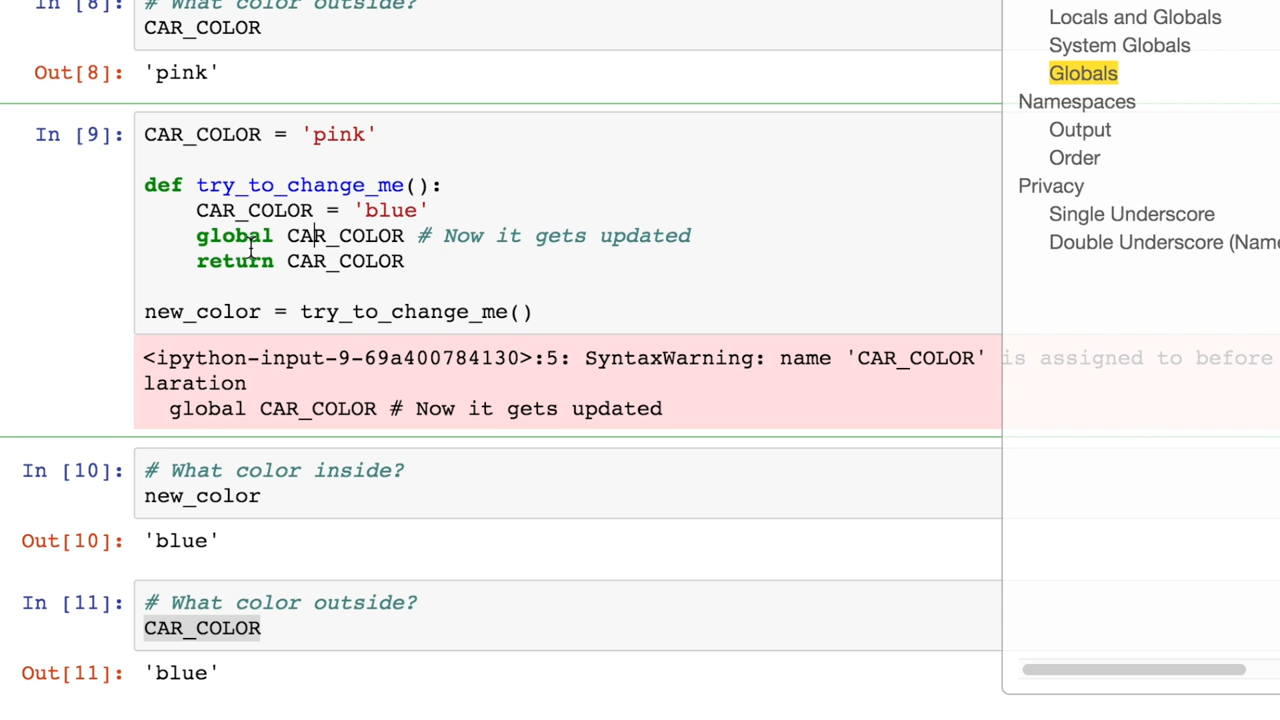 In [8]: # What color outside?
CAR_COLOR
Out[8]: 'pink'
In [9]: CAR_COLOR = 'pink'
def try_to_change_me():
CAR_COLOR = 'blue'
global CAR_COLOR # Now it gets updated
return CAR_COLOR
new_color = try_to_change_me()
<ipython-input-9-69a400784130>:5: SyntaxWarning: name 'CAR_COLOR' is assigned to before
laration
global CAR_COLOR # Now it gets updated
In [10]: # What color inside?
new_color
Out[10]: 'blue'
In [11]: # What color outside?
CAR_COLOR
Out[11]: 'blue'
Locals and Globals
System Globals
Globals
Namespaces
Output
Order
Privacy
Single Underscore
Double Underscore (Name